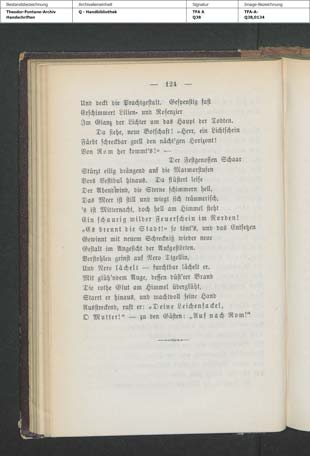 Bestandsbezeichnung Archivalieneinheit Signatur Image-Bezeichnung
Theodor-Fontane-Archiv Q - Handbibliothek TFA A TFA-A:
Handschriften Q38 Q38,0134
— 124 —
Und deckt die Prachtgestalt. Gespenstig fast
Erschimmert Lilien- und Rosenzier
Im Glanz der Lichter um das Haupt der Todten.
Da siehe, neue Botschaft! »Herr, ein Lichtschein
Färbt schreckbar grell den nächt'gen Horizont!
Von Rom her kommt's!« —
Der Festgenossen Schaar
Stürzt eilig drängend auf die Marmorstufen
Vors Vestibul hinaus. Da flüstert leise
Der Abendwind, die Sterne schimmern hell,
Das Meer ist still und wiegt sich träumerisch,
's ist Mitternacht, doch hell am Himmel steht
Ein schaurig wilder Feuerschein im Norden!
»Es brennt die Stadt!« so tönt's, und das Entsetzen
Gewinnt mit neuem Schreckniß wieder neue
Gestalt im Angesicht der Aufgestörten.
Verstohlen grinst auf Nero Tigellin,
Und Nero lächelt — furchtbar lächelt er.
Mit glüh'ndem Auge, dessen düst'rer Brand
Die rothe Glut am Himmel überglüht,
Starrt er hinaus, und machtvoll seine Hand
Ausstreckend, ruft er: »Deine Leichenfackel,
O Mutter!« — zu den Gästen: „Auf nach Rom!"